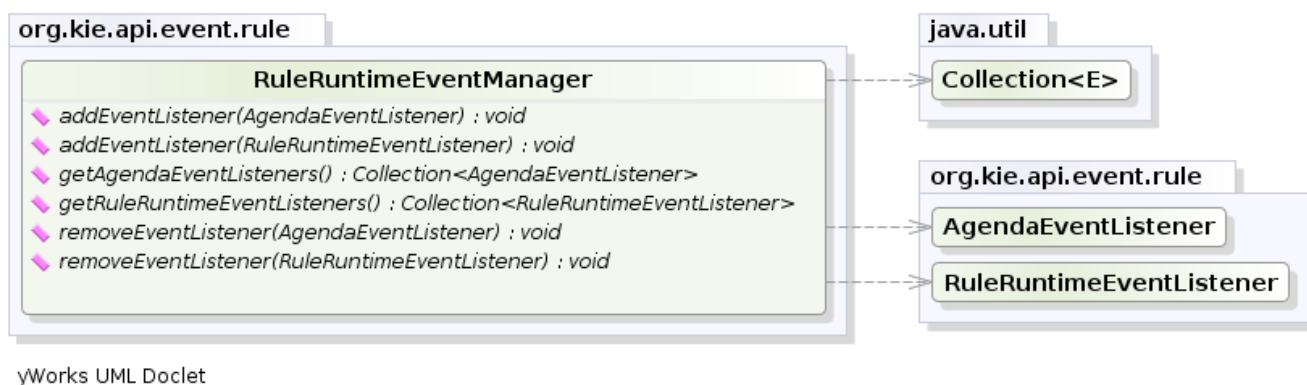 org.kie.api.event.rule
RuleRuntimeEventManager
addEventListener(AgendaEventListener) : void
addEventListener(RuleRuntimeEventListener) : void
getAgendaEventListeners() : Collection<AgendaEventListener>
getRuleRuntimeEventListeners() : Collection<RuleRuntimeEventListener>
removeEventListener(AgendaEventListener) : void
removeEventListener(RuleRuntimeEventListener) : void
java.util
Collection<E>
org.kie.api.event.rule
AgendaEventListener
RuleRuntimeEventListener
yWorks UML Doclet